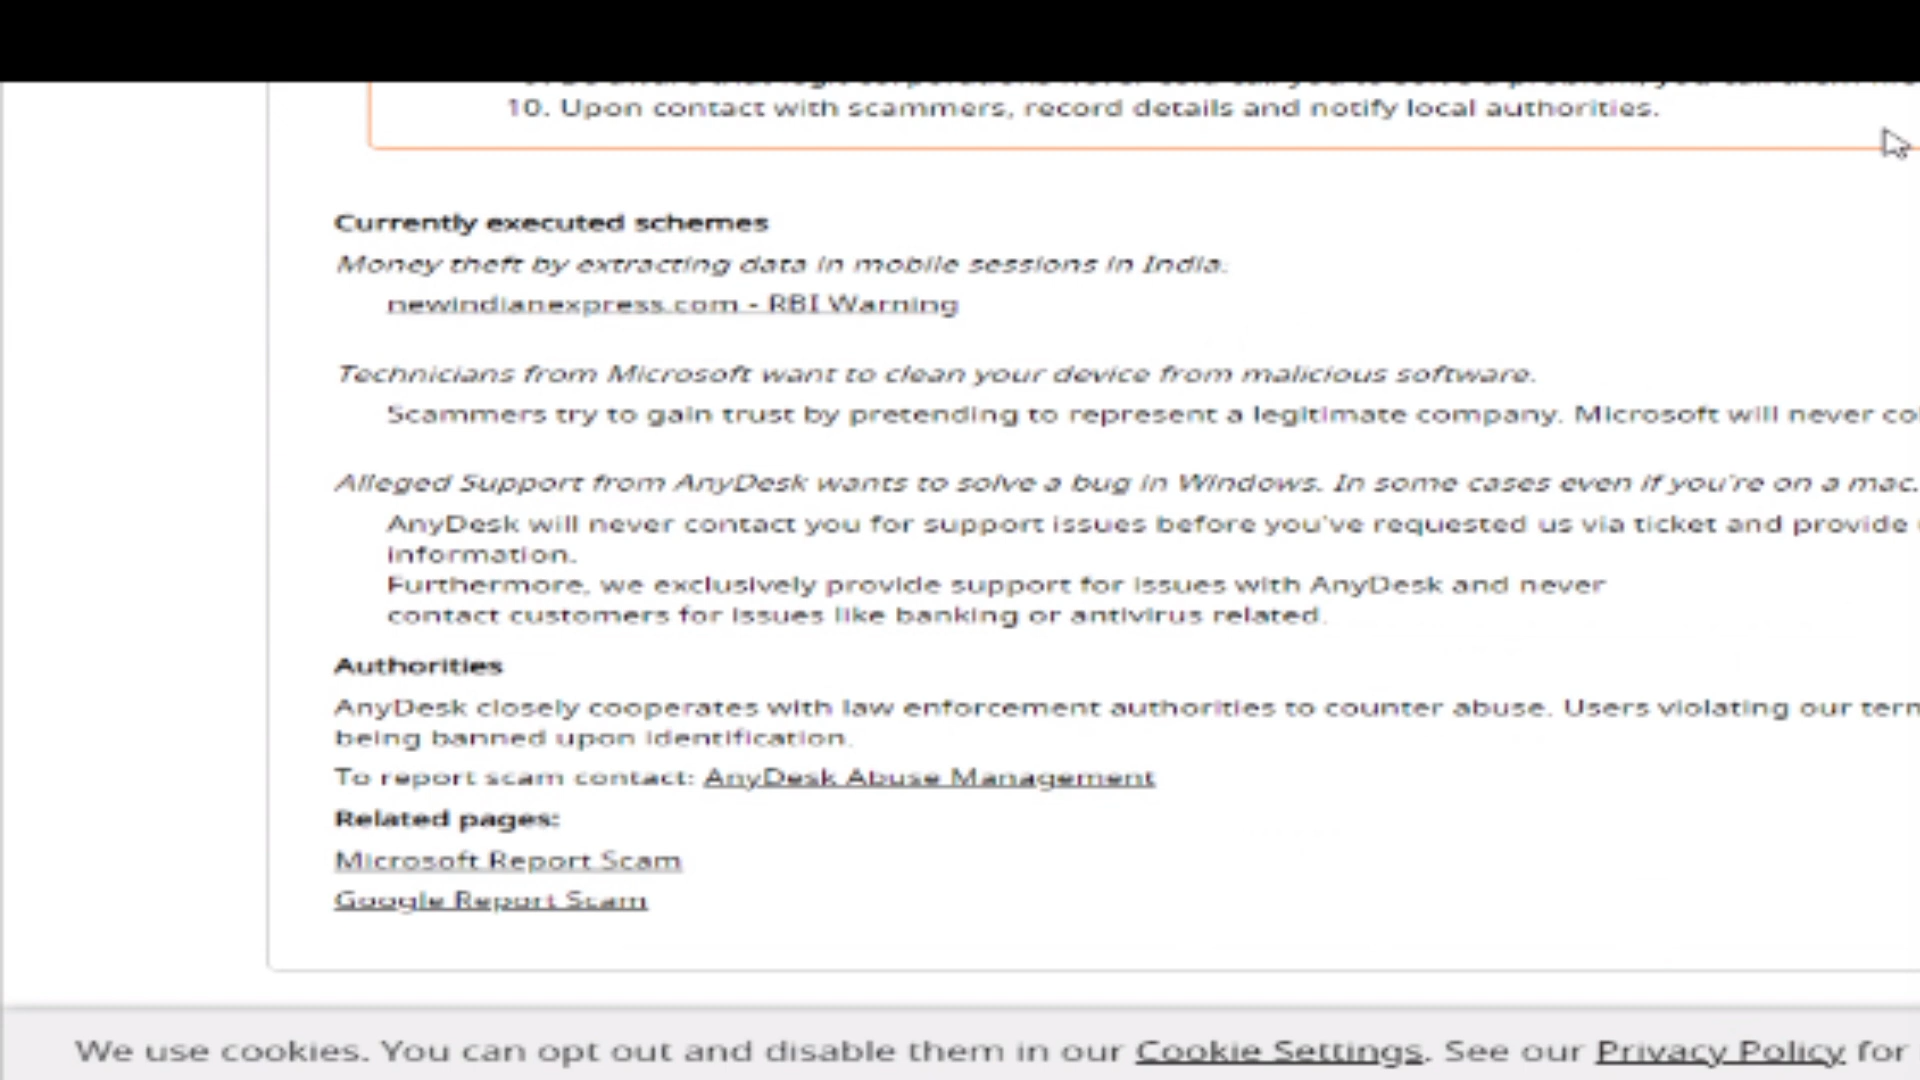 10. Upon contact with scammers, record details and notify local authorities.
Currently executed schemes
Money theft by extracting data in mobile sessions in India:
newindianexpress.com - RBI Warning
Technicians from Microsoft want to clean your device from malicious software.
Scammers try to gain trust by pretending to represent a legitimate company. Microsoft will never
Alleged Support from AnyDesk wants to solve a bug in Windows. In some cases even if you're on a mac.
AnyDesk will never contact you for support issues before you've requested us via ticket and provide
information.
Furthermore, we exclusively provide support for issues with AnyDesk and never
contact customers for issues like banking or antivirus related.
Authorities
AnyDesk closely cooperates with law enforcement authorities to counter abuse. Users violating our
being banned upon identification.
To report scam contact: AnyDesk Abuse Management
Related pages:
Microsoft Report Scam
Google Report Scam
We use cookies. You can opt out and disable them in our Cookie Settings. See our Privacy Policy for